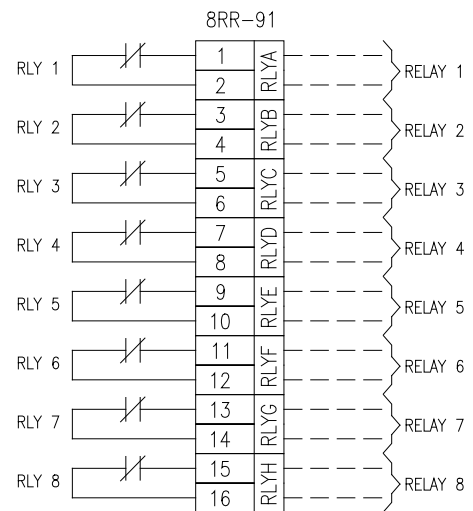 8RR-91
RLY 1 1 2 RLYA RELAY 1
RLY 2 3 4 RLYB RELAY 2
RLY 3 5 6 RLYC RELAY 3
RLY 4 7 8 RLYD RELAY 4
RLY 5 9 10 RLYE RELAY 5
RLY 6 11 12 RLYF RELAY 6
RLY 7 13 14 RLYG RELAY 7
RLY 8 15 16 RLYH RELAY 8